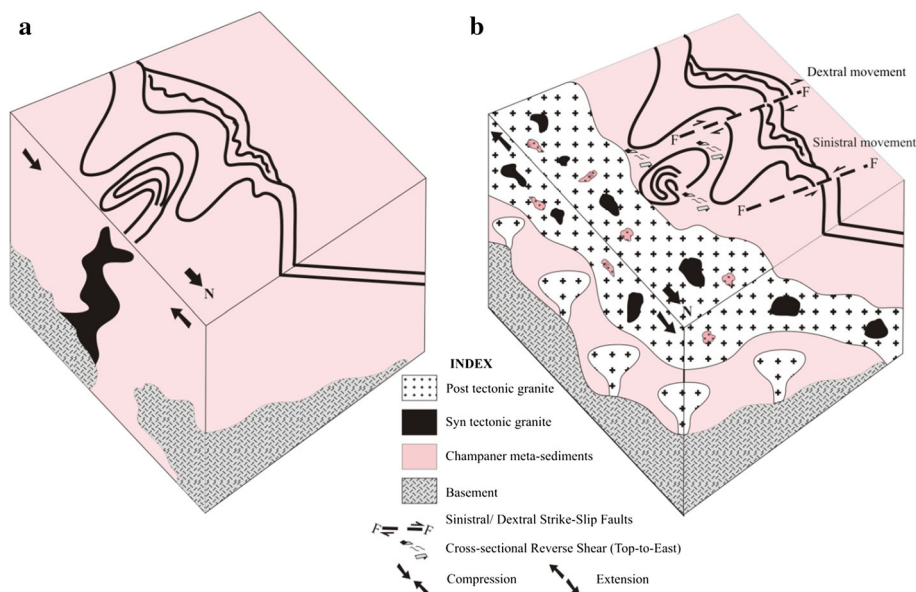 a
b
Dextral movement
F
F
Sinistral movement
F
F
N
N
INDEX
Post tectonic granite
Syn tectonic granite
Champaner meta-sediments
Basement
F F Sinistral/ Dextral Strike-Slip Faults
Cross-sectional Reverse Shear (Top-to-East)
Compression Extension